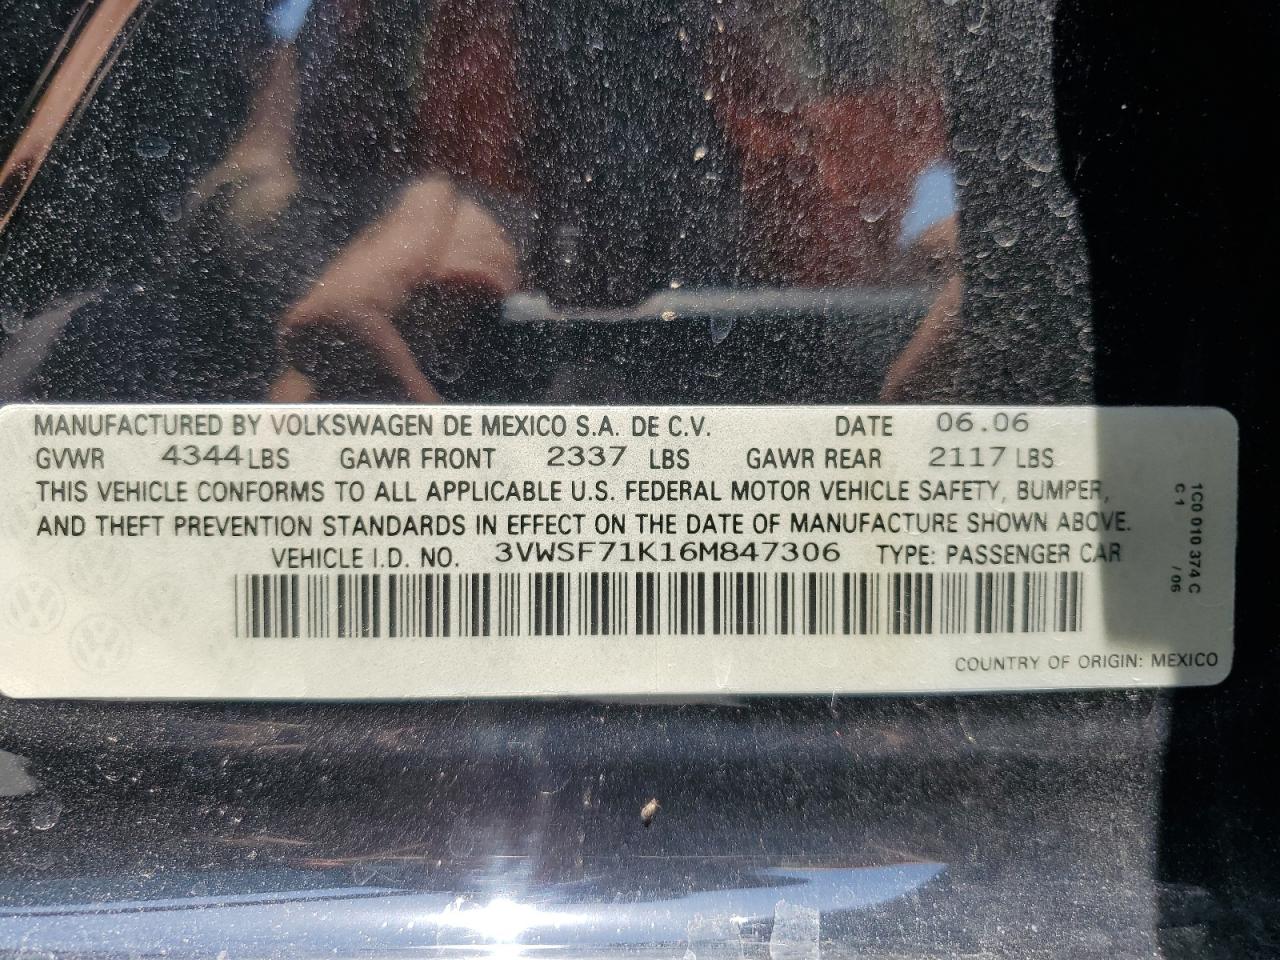 MANUFACTURED BY VOLKSWAGEN DE MEXICO S.A. DE C.V. DATE 06.06
GVWR 4344 LBS GAWR FRONT 2337 LBS GAWR REAR 2117 LBS
THIS VEHICLE CONFORMS TO ALL APPLICABLE U.S. FEDERAL MOTOR VEHICLE SAFETY, BUMPER,
AND THEFT PREVENTION STANDARDS IN EFFECT ON THE DATE OF MANUFACTURE SHOWN ABOVE.
VEHICLE I.D. NO. 3VWSF71K16M847306 TYPE: PASSENGER CAR
COUNTRY OF ORIGIN: MEXICO
1C0 010 374 C
C 1 / 06